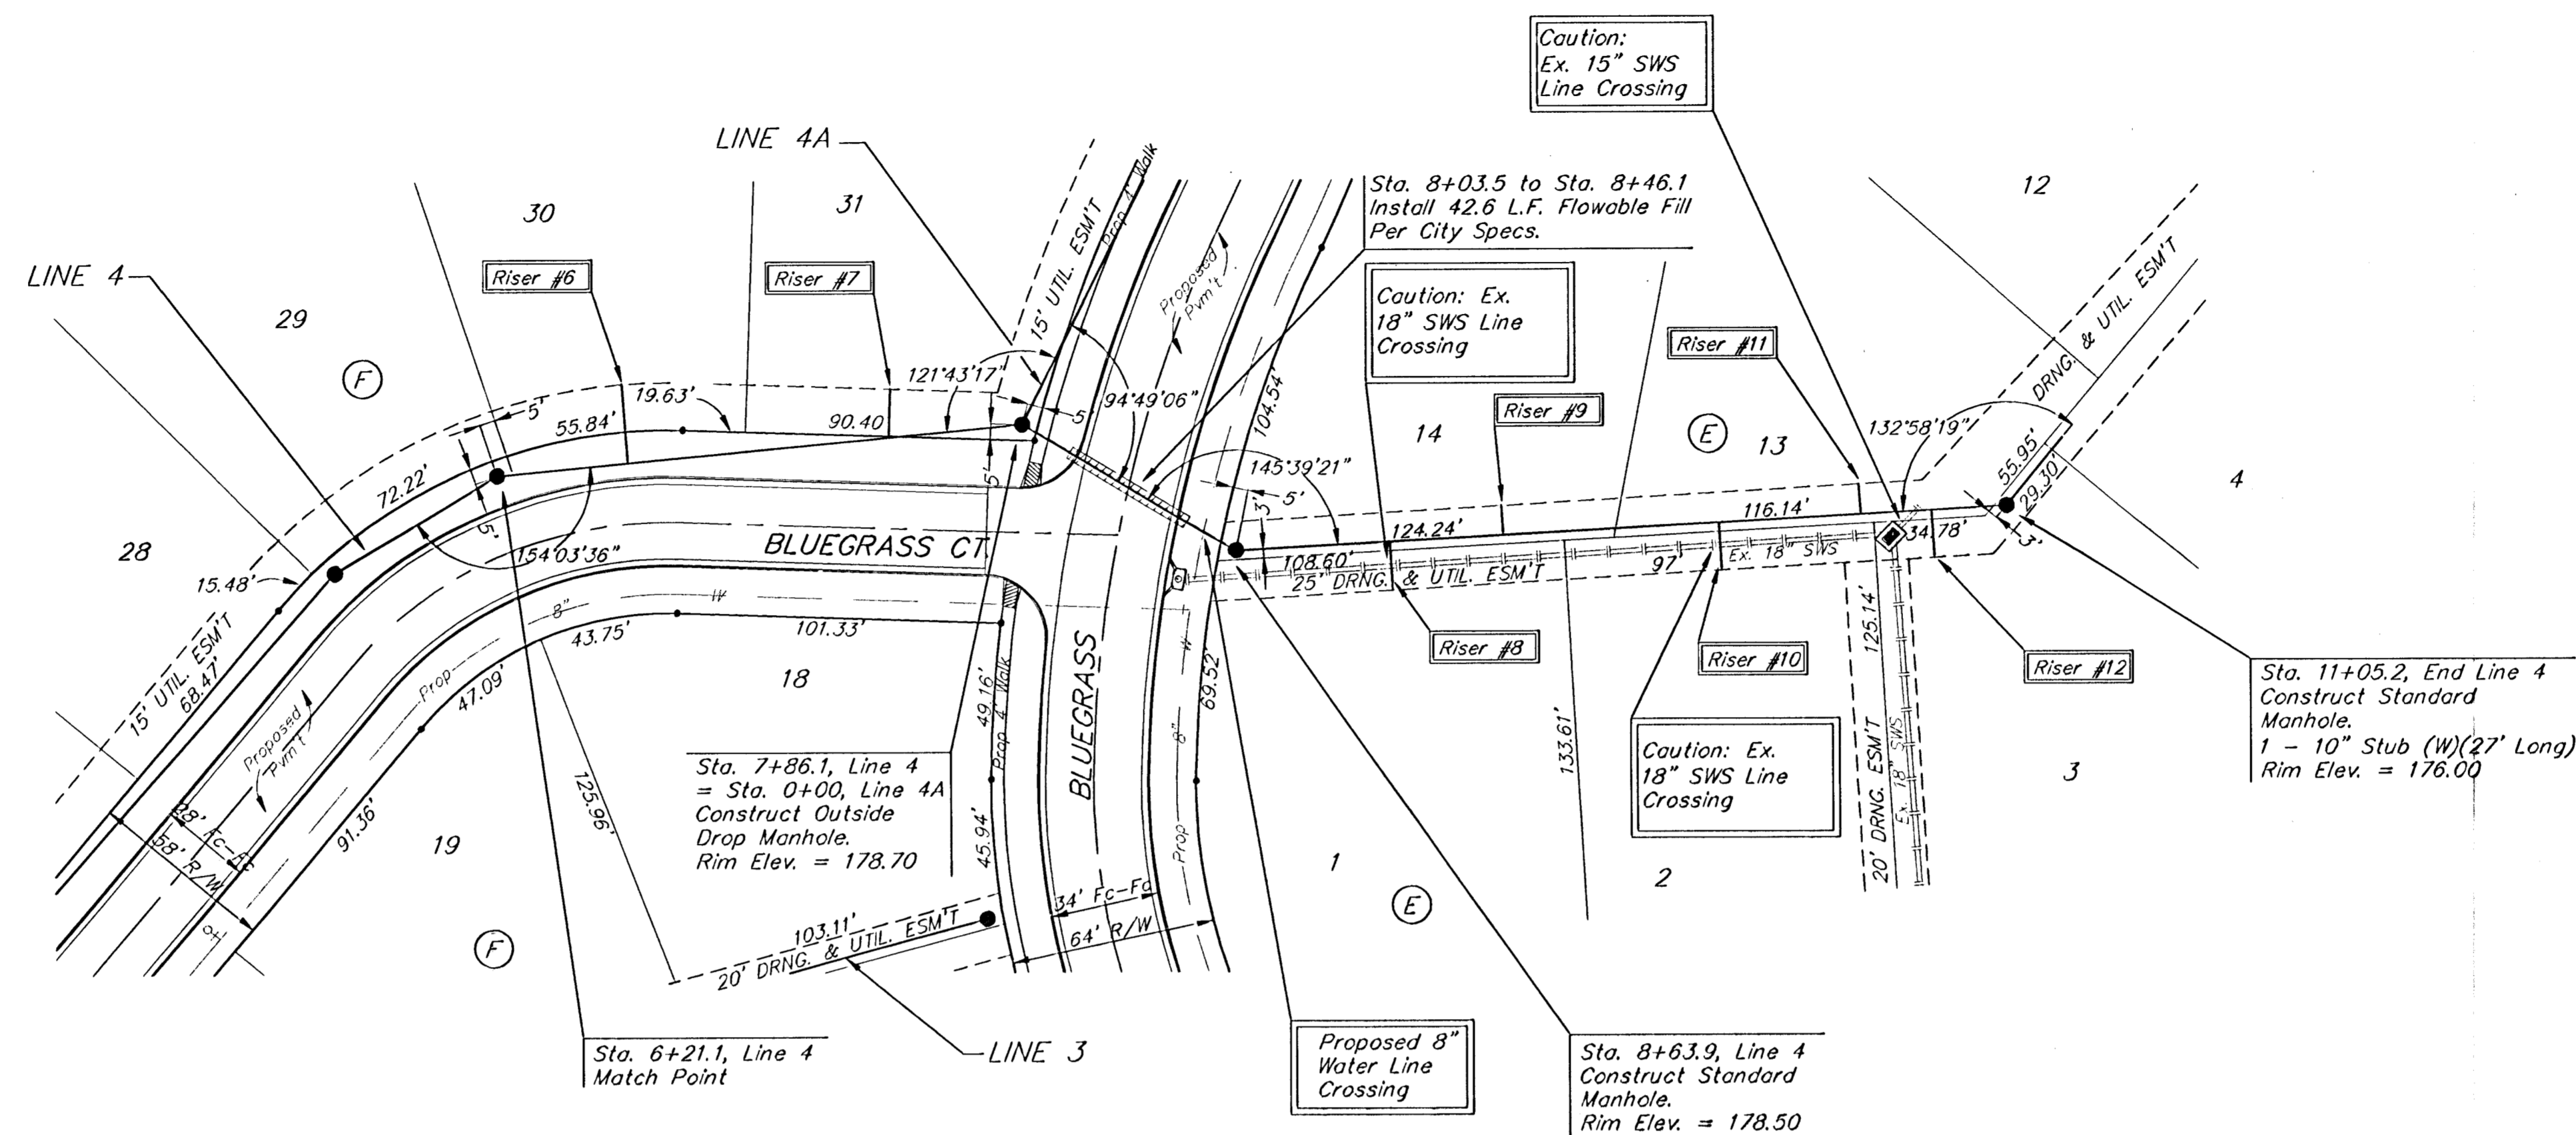 Caution:
Ex. 15" SWS
Line Crossing
LINE 4A
12
Sta. 8+03.5 to Sta. 8+46.1
Install 42.6 L.F. Flowable Fill
Per City Specs.
30
31
15' UTIL. ESM'T
Prop 4' Walk
Proposed
Pvm't
LINE 4
Riser #6
Riser #7
Caution: Ex.
18" SWS Line
Crossing
DRNG. & UTIL. ESM'T
29
F
Riser #11
121°43'17"
94°49'06"
104.54'
5'
19.63'
55.84'
90.40
5'
14
Riser #9
E
13
132°58'19"
145°39'21"
5'
55.95'
29.30'
4
72.22'
5'
5'
3'
124.24'
116.14'
34.78'
3'
28
154°03'36"
BLUEGRASS CT
108.60'
97'
Ex. 18" SWS
25' DRNG. & UTIL. ESM'T
15.48'
8"
W
43.75'
101.33'
15' UTIL. ESM'T
68.47'
Prop
47.09'
18
49.16'
Prop 4' Walk
BLUEGRASS
W
69.52'
Riser #8
Riser #10
125.14'
Riser #12
Proposed
Pvm't
Sta. 11+05.2, End Line 4
Construct Standard
Manhole.
1 - 10" Stub (W)(27' Long)
Rim Elev. = 176.00
8"
Prop
133.61'
Caution: Ex.
18" SWS Line
Crossing
20' DRNG. ESM'T
Ex. 18" SWS
3
Sta. 7+86.1, Line 4
= Sta. 0+00, Line 4A
Construct Outside
Drop Manhole.
Rim Elev. = 178.70
125.96'
45.94'
28' Fc-Fc
58' R/W
91.36'
19
1
2
E
34' Fc-Fc
64' R/W
103.11'
20' DRNG. & UTIL. ESM'T
F
LINE 3
Sta. 6+21.1, Line 4
Match Point
Proposed 8"
Water Line
Crossing
Sta. 8+63.9, Line 4
Construct Standard
Manhole.
Rim Elev. = 178.50